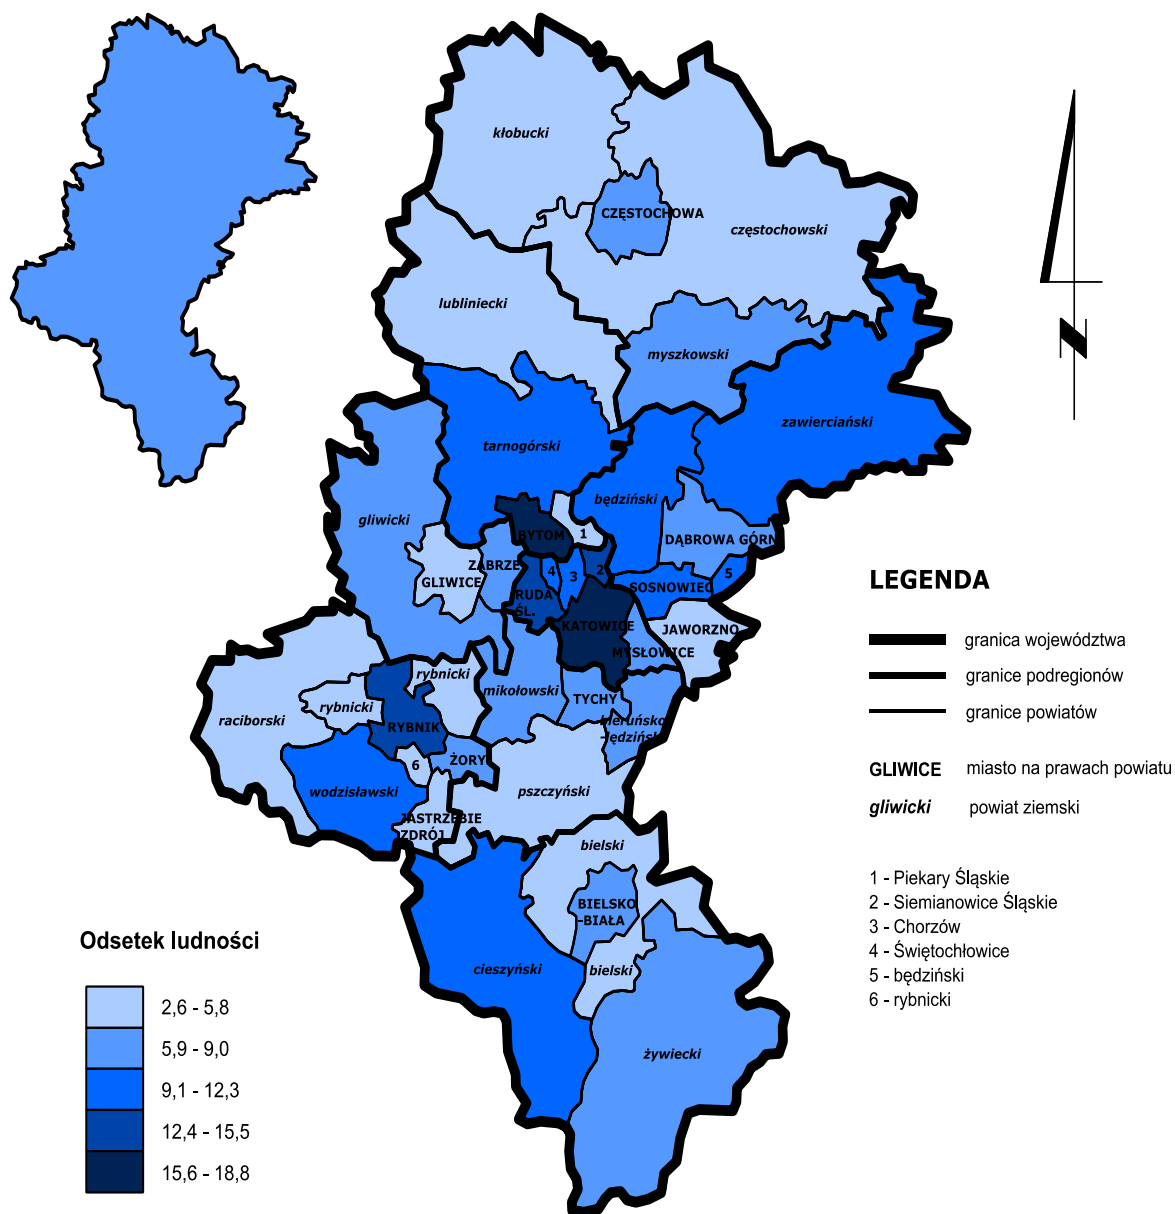 kłobucki
CZĘSTOCHOWA
częstochowski
lubliniecki
myszkowski
zawierciański
tarnogórski
będziński
gliwicki
BYTOM
1
DĄBROWA GÓRN
ZABRZE
GLIWICE
4
3
2
5
RUDA
ŚL.
SOSNOWIEC
KATOWICE
JAWORZNO
MYSŁOWICE
rybnicki
mikołowski
TYCHY
rybnicki
raciborski
RYBNIK
bieruńsko
-lędziński
6
ŻORY
wodzisławski
pszczyński
JASTRZĘBIE
ZDRÓJ
bielski
BIELSKO
-BIAŁA
cieszyński
bielski
żywiecki
N
LEGENDA
granica województwa
granice podregionów
granice powiatów
GLIWICE miasto na prawach powiatu
gliwicki powiat ziemski
1 - Piekary Śląskie
2 - Siemianowice Śląskie
3 - Chorzów
4 - Świętochłowice
5 - będziński
6 - rybnicki
Odsetek ludności
2,6 - 5,8
5,9 - 9,0
9,1 - 12,3
12,4 - 15,5
15,6 - 18,8